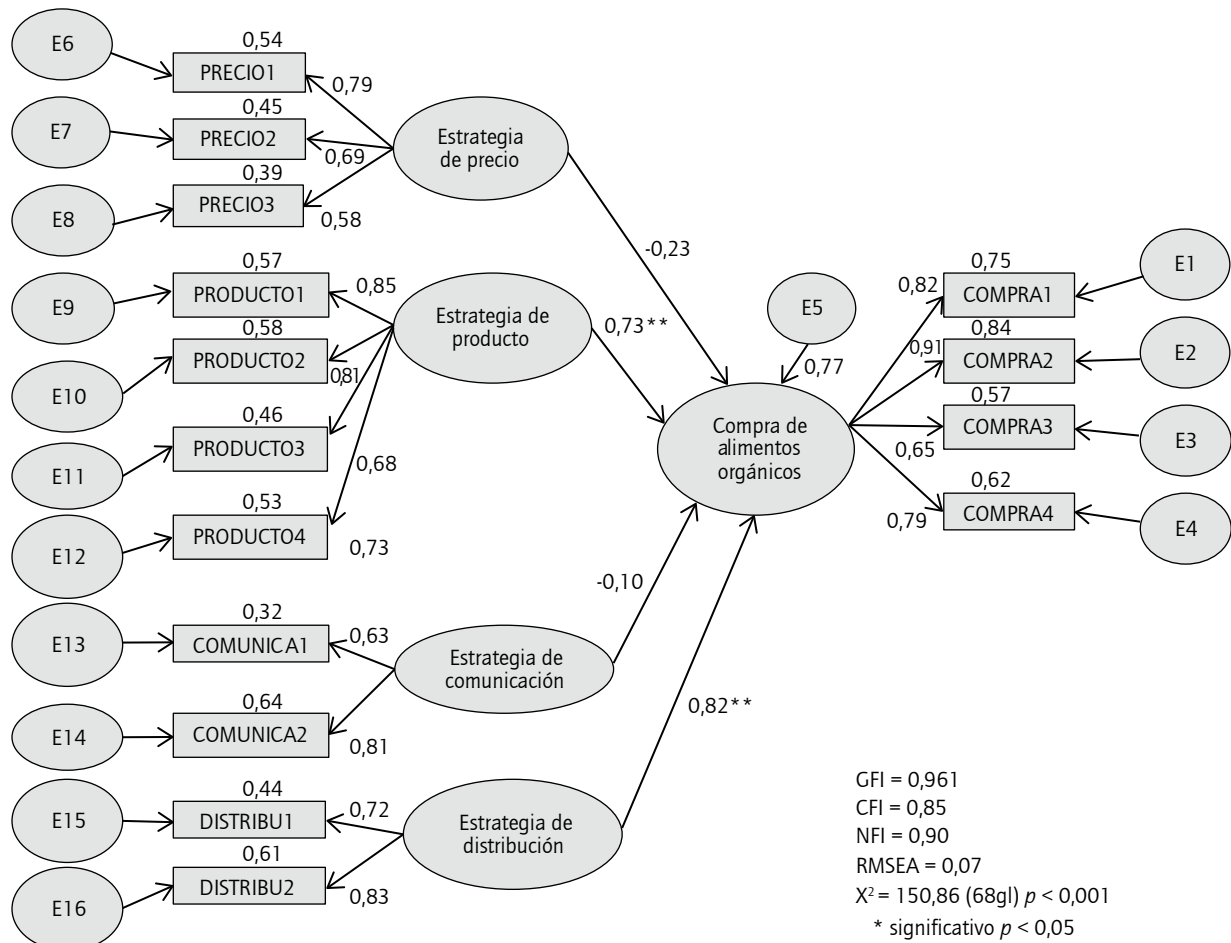 E6
0,54
PRECIO1
0,79
E7
0,45
PRECIO2
0,69
E8
0,39
PRECIO3
0,58
Estrategia
de precio
-0,23
E9
0,57
PRODUCTO1
0,85
E10
0,58
PRODUCTO2
0,81
E11
0,46
PRODUCTO3
0,68
E12
0,53
PRODUCTO4
0,73
Estrategia de
producto
0,73**
E13
0,32
COMUNICA1
0,63
E14
0,64
COMUNICA2
0,81
Estrategia de
comunicación
-0,10
E15
0,44
DISTRIBU1
0,72
E16
0,61
DISTRIBU2
0,83
Estrategia de
distribución
0,82**
E5
0,77
Compra de
alimentos
orgánicos
0,82
0,75
COMPRA1
E1
0,91
0,84
COMPRA2
E2
0,65
0,57
COMPRA3
E3
0,79
0,62
COMPRA4
E4
GFI = 0,961
CFI = 0,85
NFI = 0,90
RMSEA = 0,07
X² = 150,86 (68gl) p < 0,001
* significativo p < 0,05